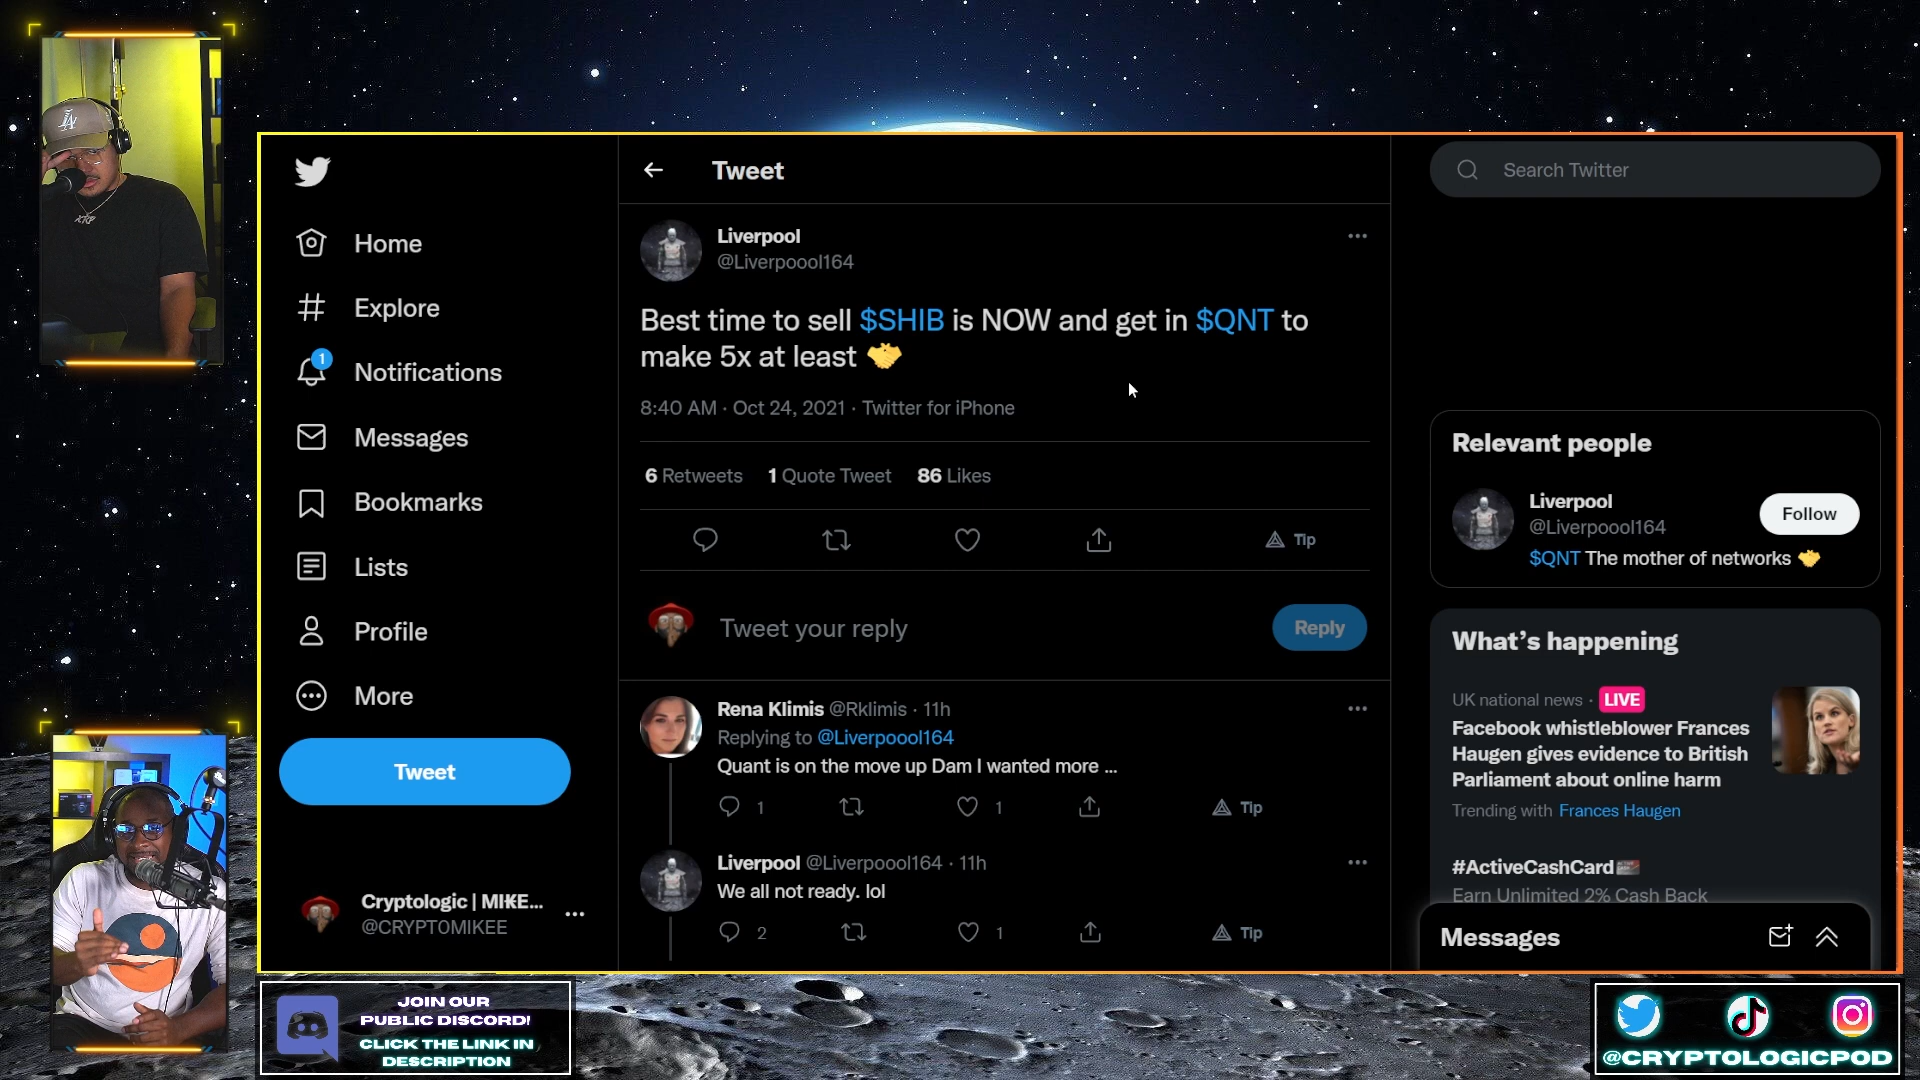 Tweet
Search Twitter
Home
Explore
1
Notifications
Messages
Bookmarks
Lists
Profile
More
Tweet
Cryptologic | MI₭E...
@CRYPTOMIKEE
Liverpool
@Liverpoool164
Best time to sell $SHIB is NOW and get in $QNT to
make 5x at least 🤝
8:40 AM · Oct 24, 2021 · Twitter for iPhone
6 Retweets 1 Quote Tweet 86 Likes
Tip
Tweet your reply
Reply
Rena Klimis @Rklimis · 11h
Replying to @Liverpoool164
Quant is on the move up Dam I wanted more ...
1 1 Tip
Liverpool @Liverpoool164 · 11h
We all not ready. lol
2 1 Tip
Relevant people
Liverpool
@Liverpoool164
Follow
$QNT The mother of networks 🤝
What's happening
UK national news · LIVE
Facebook whistleblower Frances
Haugen gives evidence to British
Parliament about online harm
Trending with Frances Haugen
#ActiveCashCard
Earn Unlimited 2% Cash Back
Messages
LA
KTP
JOIN OUR
PUBLIC DISCORD!
CLICK THE LINK IN
DESCRIPTION
@CRYPTOLOGICPOD